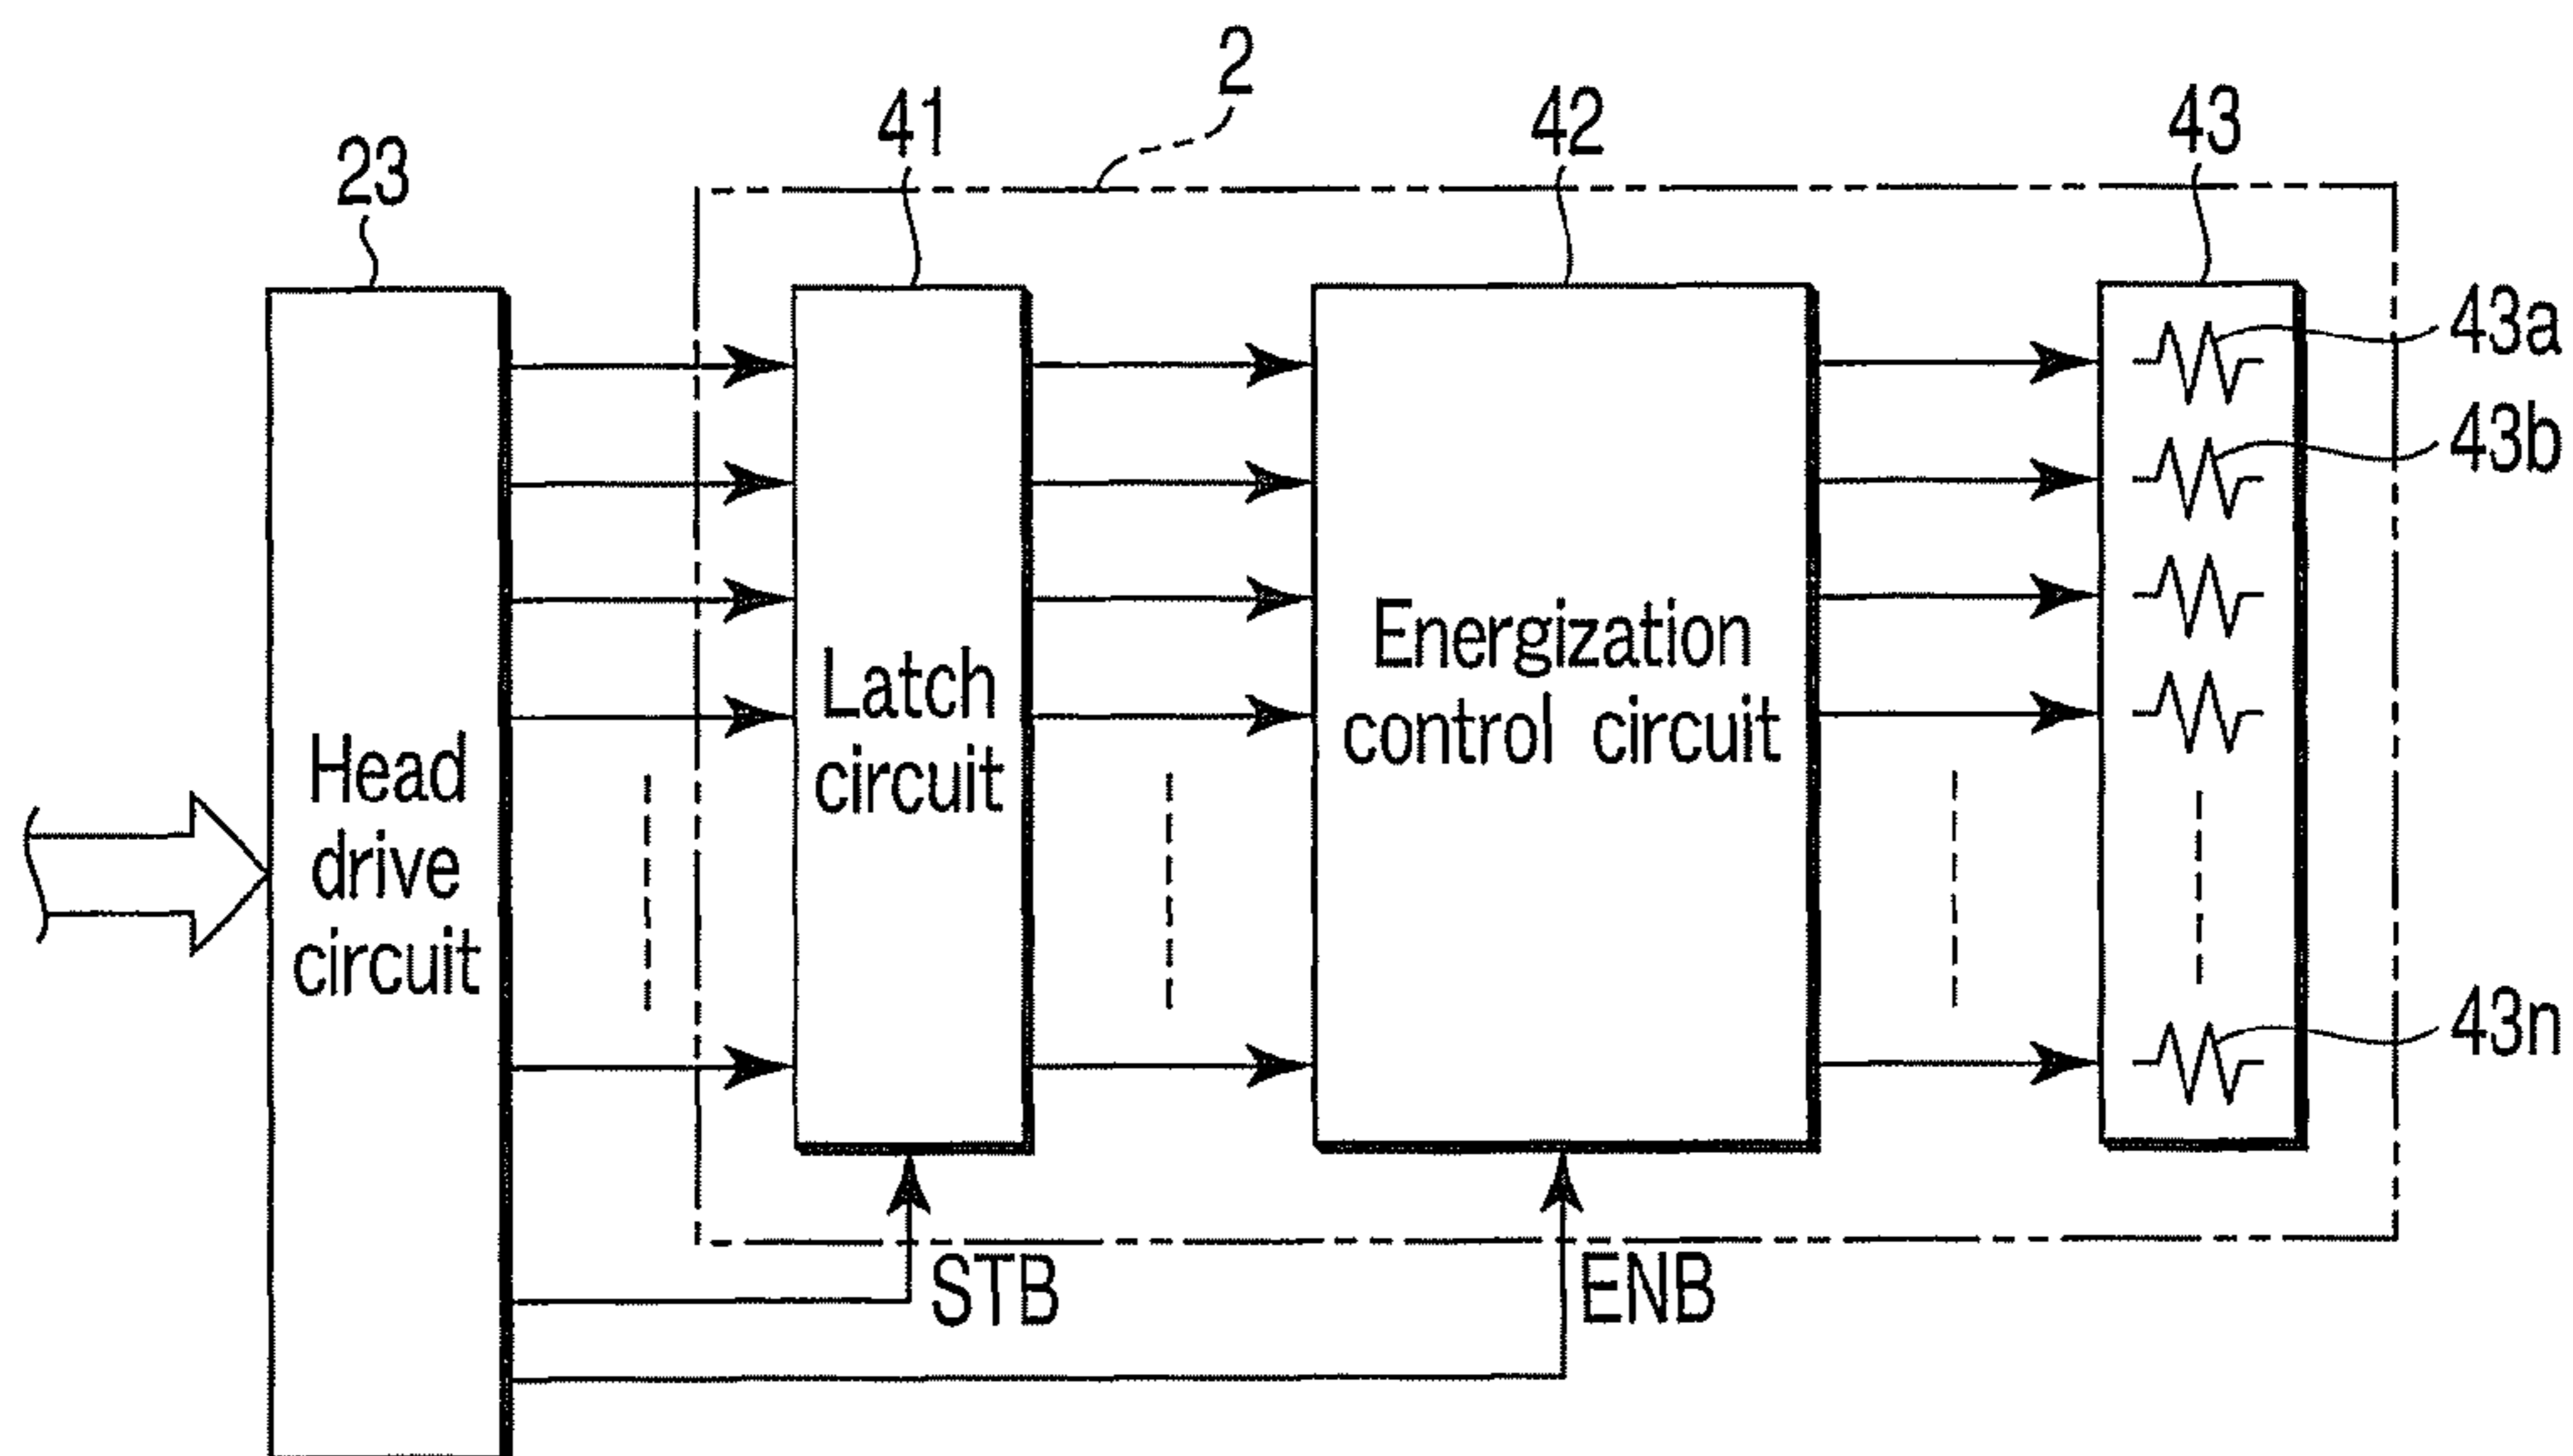 2
41
42
43
23
43a
43b
Energization
control circuit
Latch
circuit
Head
drive
circuit
43n
STB
ENB